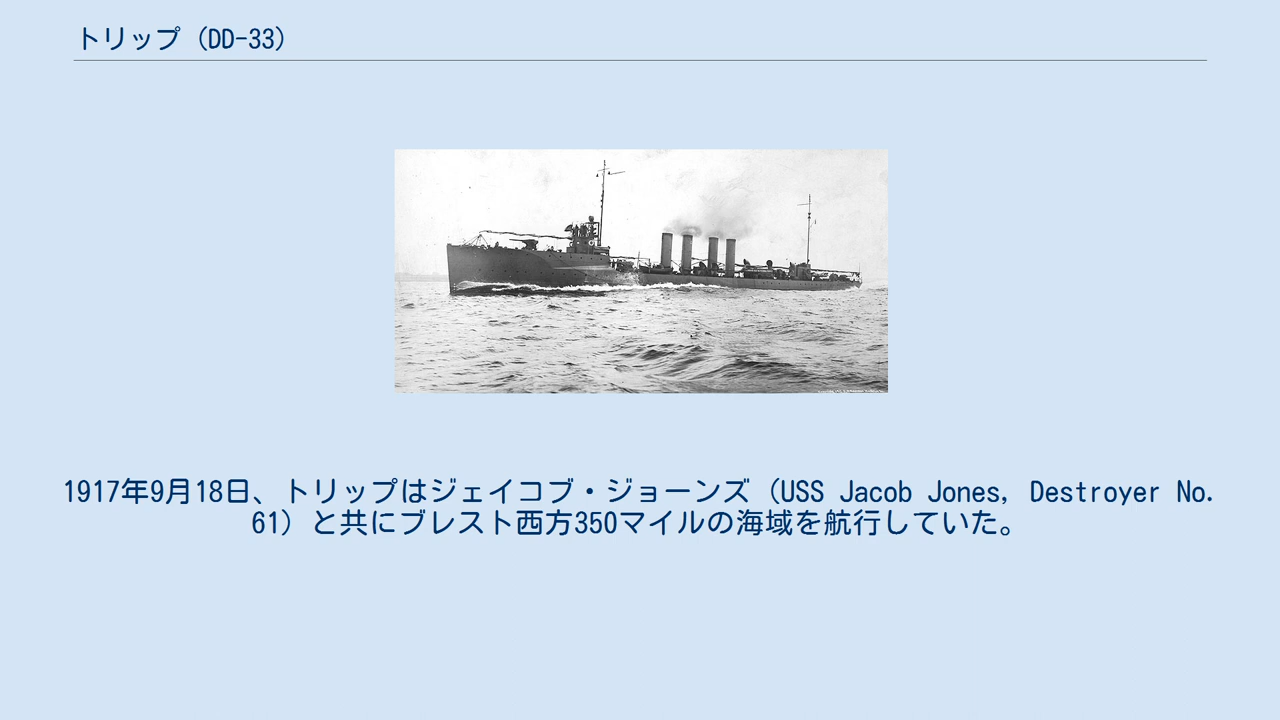 トリップ（DD-33）
1917年9月18日、トリップはジェイコブ・ジョーンズ（USS Jacob Jones, Destroyer No.
61）と共にブレスト西方350マイルの海域を航行していた。